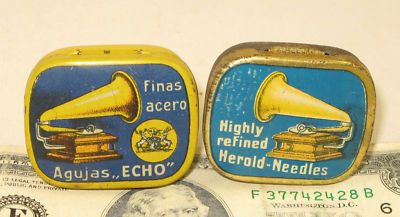 Finas
acero
Agujas „ECHO"
Highly
refined
Herold-Needles
F 37742428 B
WASHINGTON, D.C.